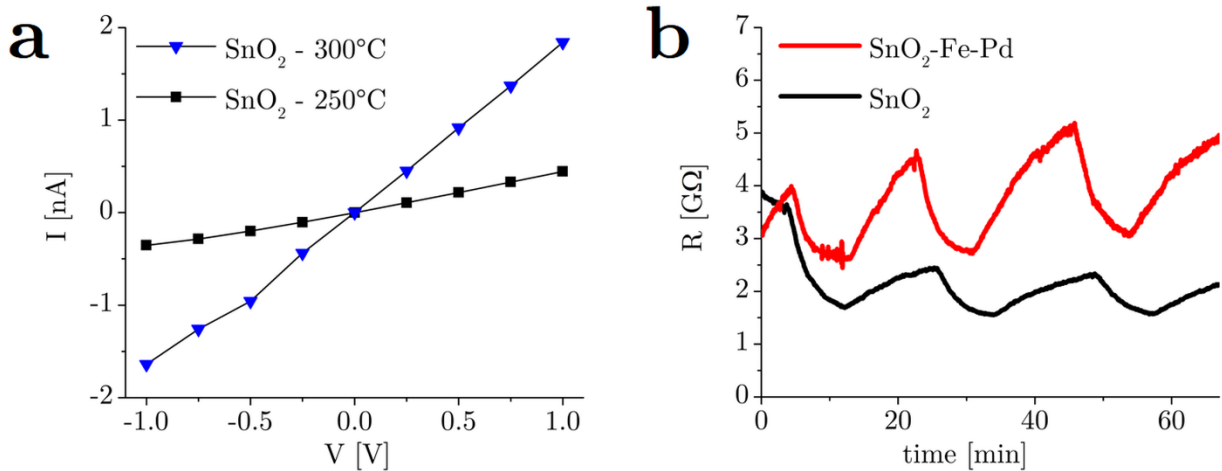 a
SnO₂ - 300°C
SnO₂ - 250°C
2
1
0
-1
-2
I [nA]
-1.0 -0.5 0.0 0.5 1.0
V [V]
b
SnO₂-Fe-Pd
SnO₂
7
6
5
4
3
2
1
0
R [GΩ]
0 20 40 60
time [min]